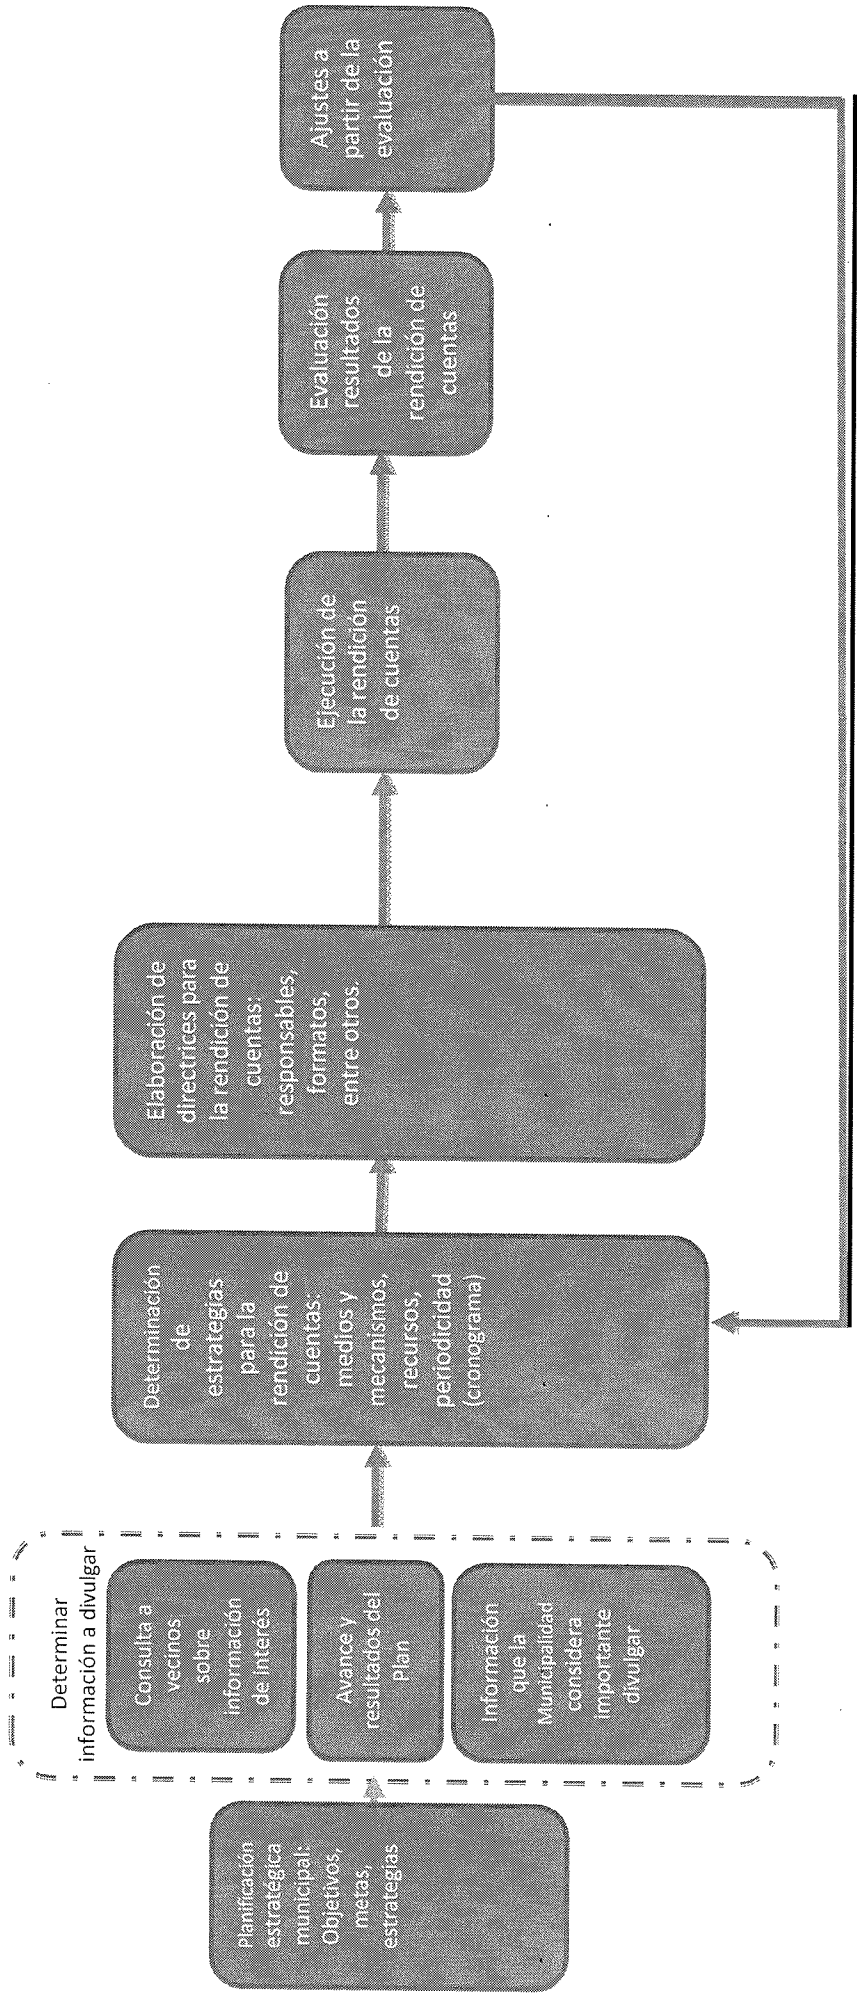 Planificación
estratégica
municipal:
Objetivos,
metas,
estrategias
Determinar
información a divulgar
Consulta a
vecinos
sobre
información
de interés
Avance y
resultados del
Plan
Información
que la
Municipalidad
considera
importante
divulgar
Determinación
de
estrategias
para la
rendición de
cuentas:
medios y
mecanismos,
recursos,
periodicidad
(cronograma)
Elaboración de
directrices para
la rendición de
cuentas:
responsables,
formatos,
entre otros.
Ejecución de
la rendición
de cuentas
Evaluación
resultados
de la
rendición de
cuentas
Ajustes a
partir de la
evaluación